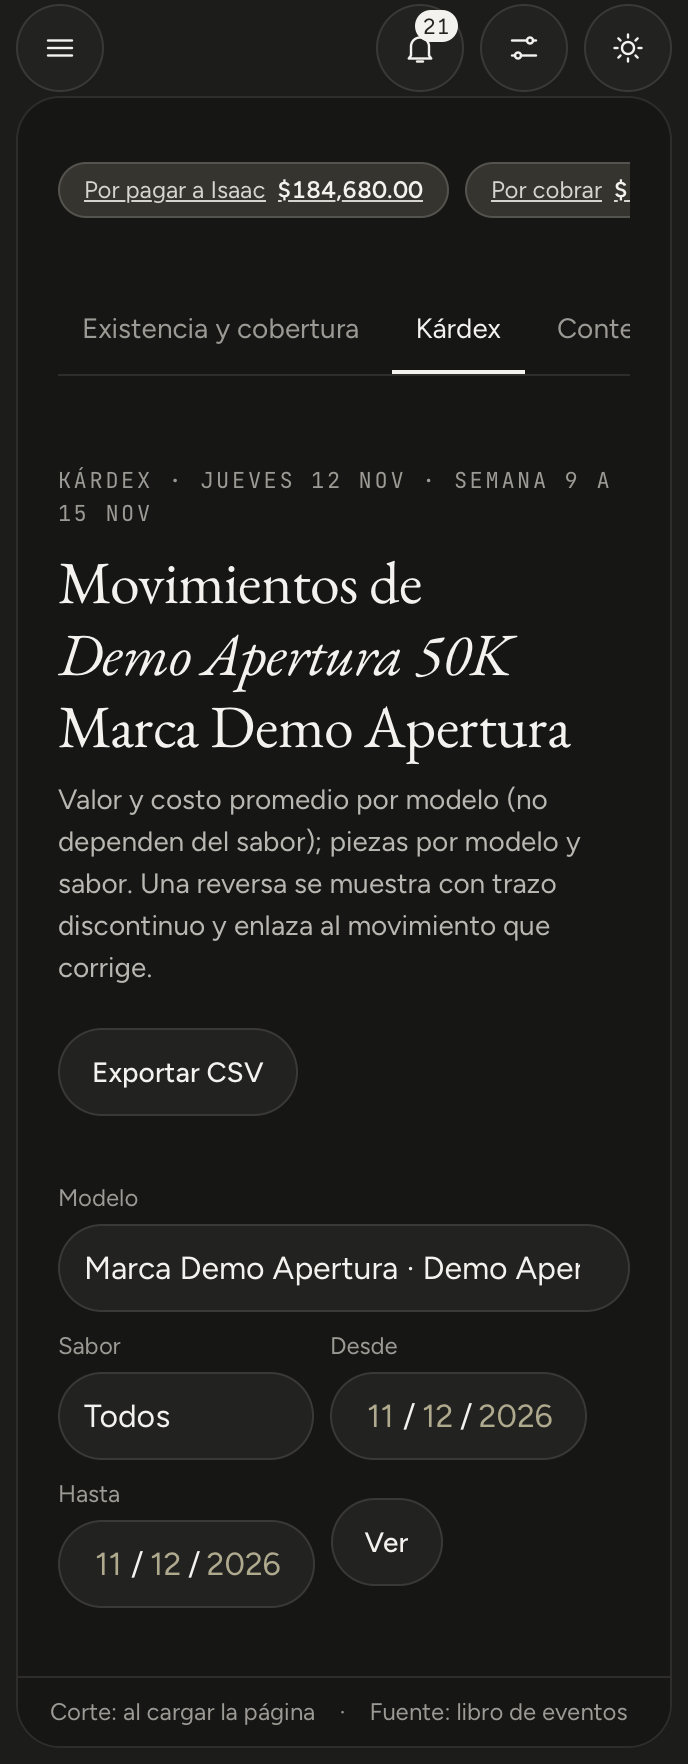 21
Por pagar a Isaac $184,680.00 Por cobrar $
Existencia y cobertura Kárdex Conte
KÁRDEX · JUEVES 12 NOV · SEMANA 9 A
15 NOV
Movimientos de
Demo Apertura 50K
Marca Demo Apertura
Valor y costo promedio por modelo (no
dependen del sabor); piezas por modelo y
sabor. Una reversa se muestra con trazo
discontinuo y enlaza al movimiento que
corrige.
Exportar CSV
Modelo
Marca Demo Apertura · Demo Aper
Sabor Desde
Todos 11 / 12 / 2026
Hasta
11 / 12 / 2026 Ver
Corte: al cargar la página · Fuente: libro de eventos